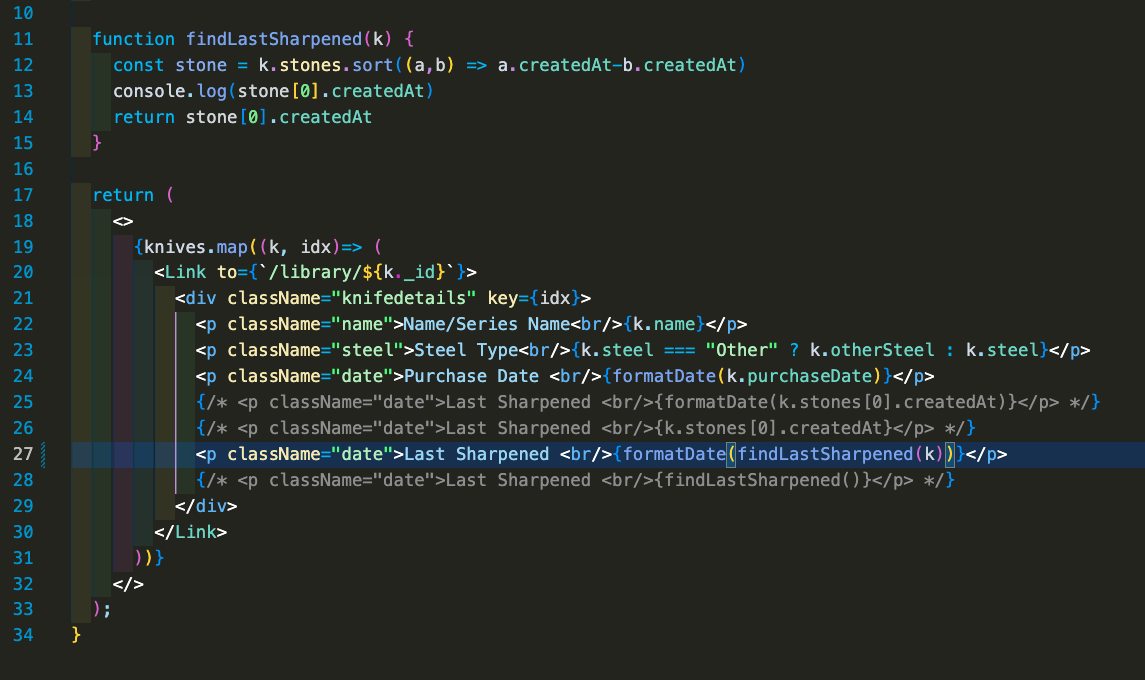 10
11 function findLastSharpened(k) {
12 const stone = k.stones.sort((a,b) => a.createdAt-b.createdAt)
13 console.log(stone[0].createdAt)
14 return stone[0].createdAt
15 }
16
17 return (
18 <>
19 {knives.map((k, idx)=> (
20 <Link to={`/library/${k._id}`}>
21 <div className="knifedetails" key={idx}>
22 <p className="name">Name/Series Name<br/>{k.name}</p>
23 <p className="steel">Steel Type<br/>{k.steel === "Other" ? k.otherSteel : k.steel}</p>
24 <p className="date">Purchase Date <br/>{formatDate(k.purchaseDate)}</p>
25 {/* <p className="date">Last Sharpened <br/>{formatDate(k.stones[0].createdAt)}</p> */}
26 {/* <p className="date">Last Sharpened <br/>{k.stones[0].createdAt}</p> */}
27 <p className="date">Last Sharpened <br/>{formatDate(findLastSharpened(k))}</p>
28 {/* <p className="date">Last Sharpened <br/>{findLastSharpened()}</p> */}
29 </div>
30 </Link>
31 ))}
32 </>
33 );
34 }